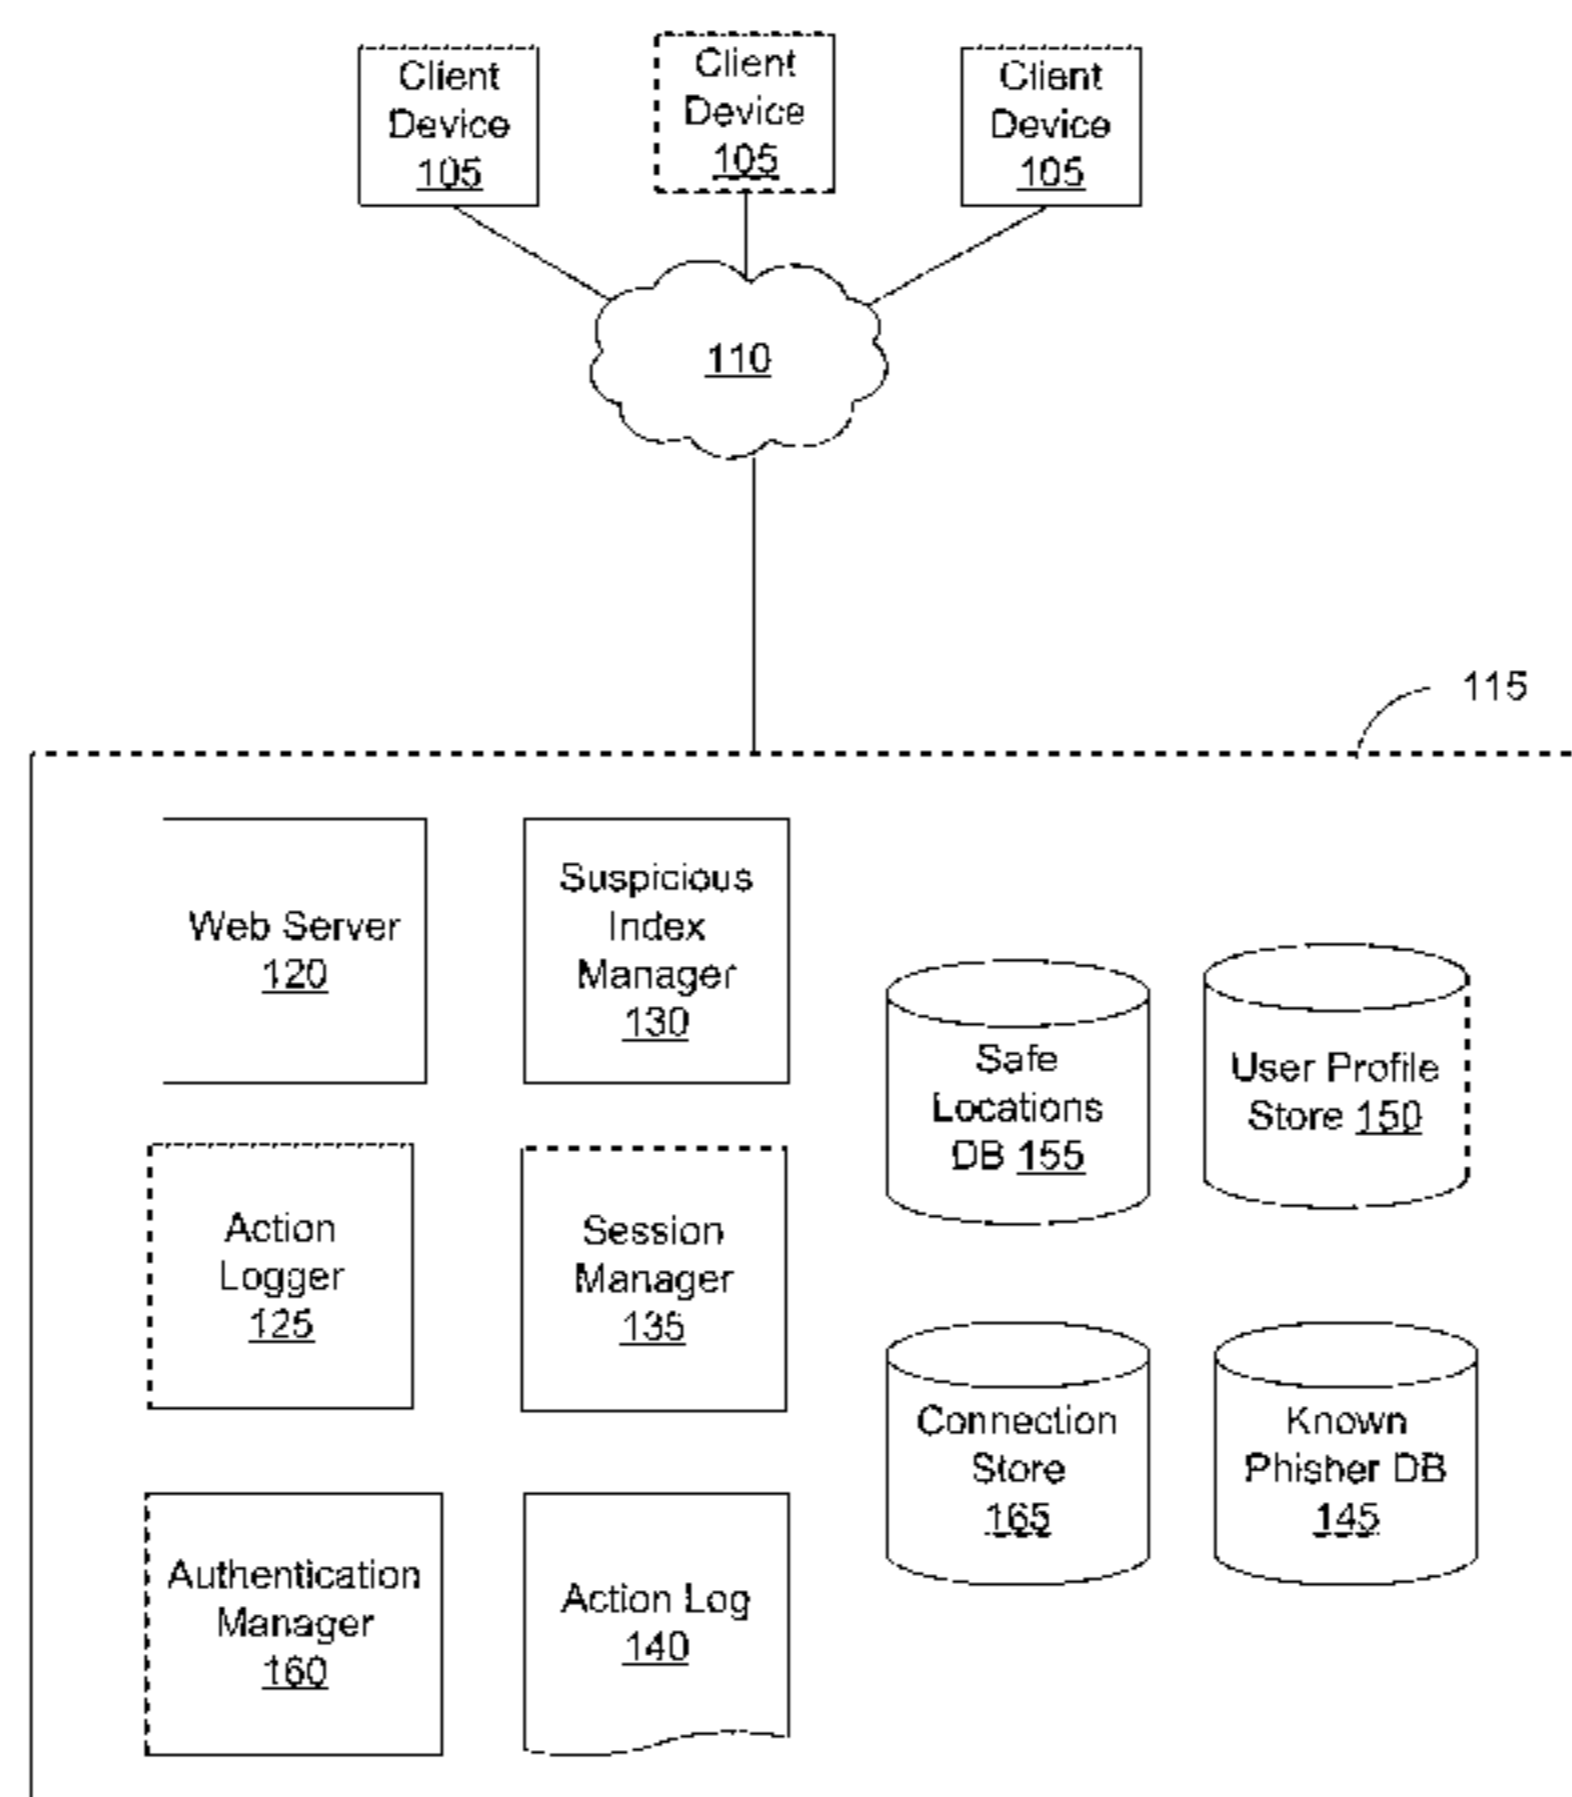 Client
Device
105
Client
Device
105
Client
Device
105
110
115
Web Server
120
Suspicious
Index
Manager
130
Safe
Locations
DB 155
User Profile
Store 150
Action
Logger
125
Session
Manager
135
Connection
Store
165
Known
Phisher DB
145
Authentication
Manager
160
Action Log
140